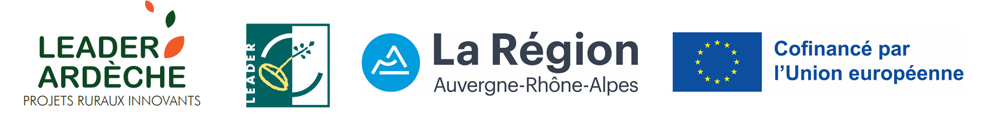 LEADER
ARDÈCHE
PROJETS RURAUX INNOVANTS
LEADER
La Région
Auvergne-Rhône-Alpes
Cofinancé par
l'Union européenne